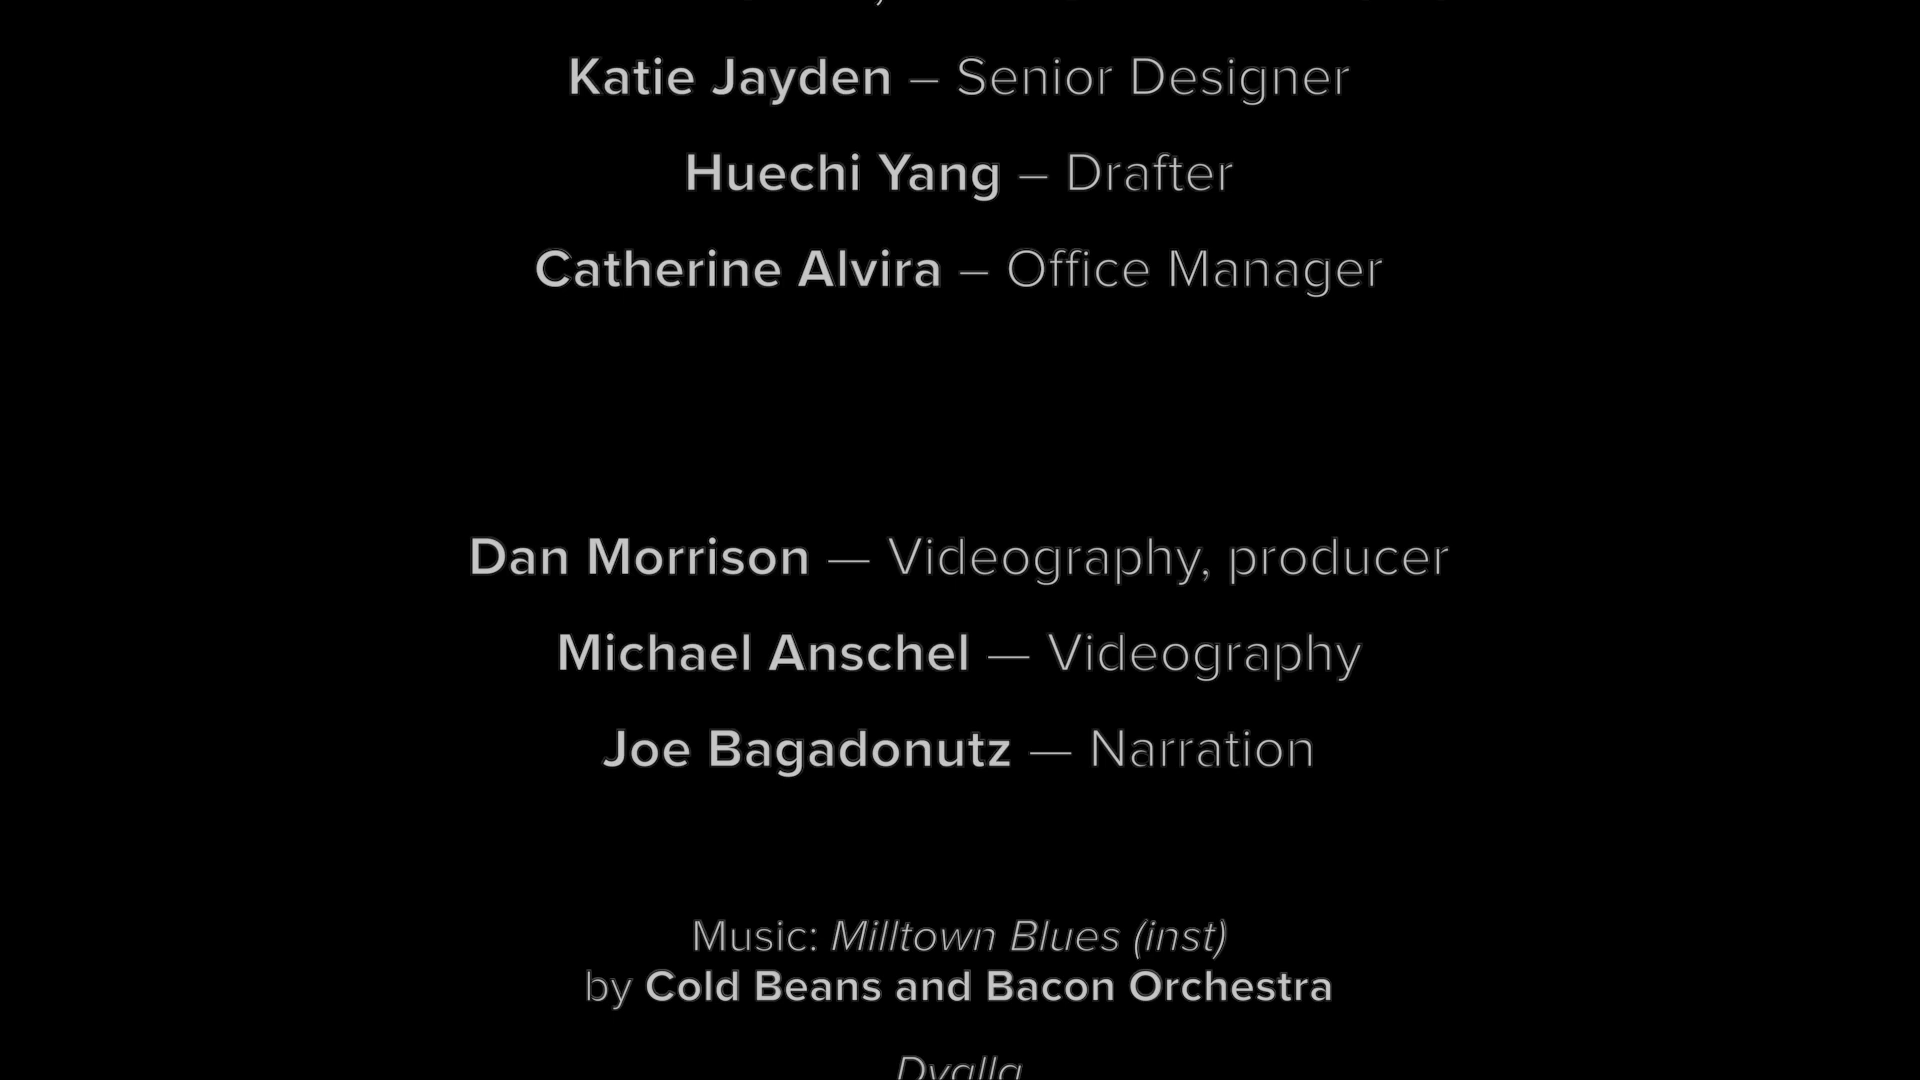 Katie Jayden – Senior Designer
Huechi Yang – Drafter
Catherine Alvira – Office Manager
Dan Morrison — Videography, producer
Michael Anschel — Videography
Joe Bagadonutz — Narration
Music: Milltown Blues (inst)
by Cold Beans and Bacon Orchestra
Dyalla